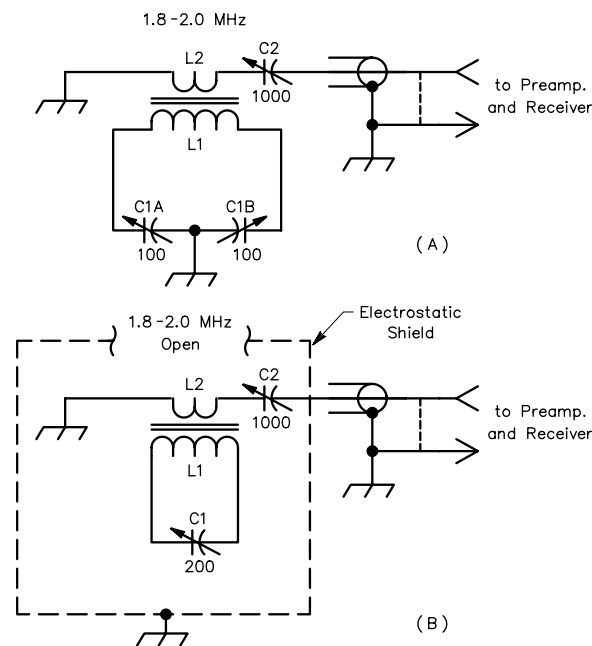 1.8-2.0 MHz
L2
C2
1000
L1
to Preamp.
and Receiver
C1A
C1B
100
100
(A)
1.8-2.0 MHz
Open
Electrostatic
Shield
L2
C2
1000
L1
to Preamp.
and Receiver
C1
200
(B)